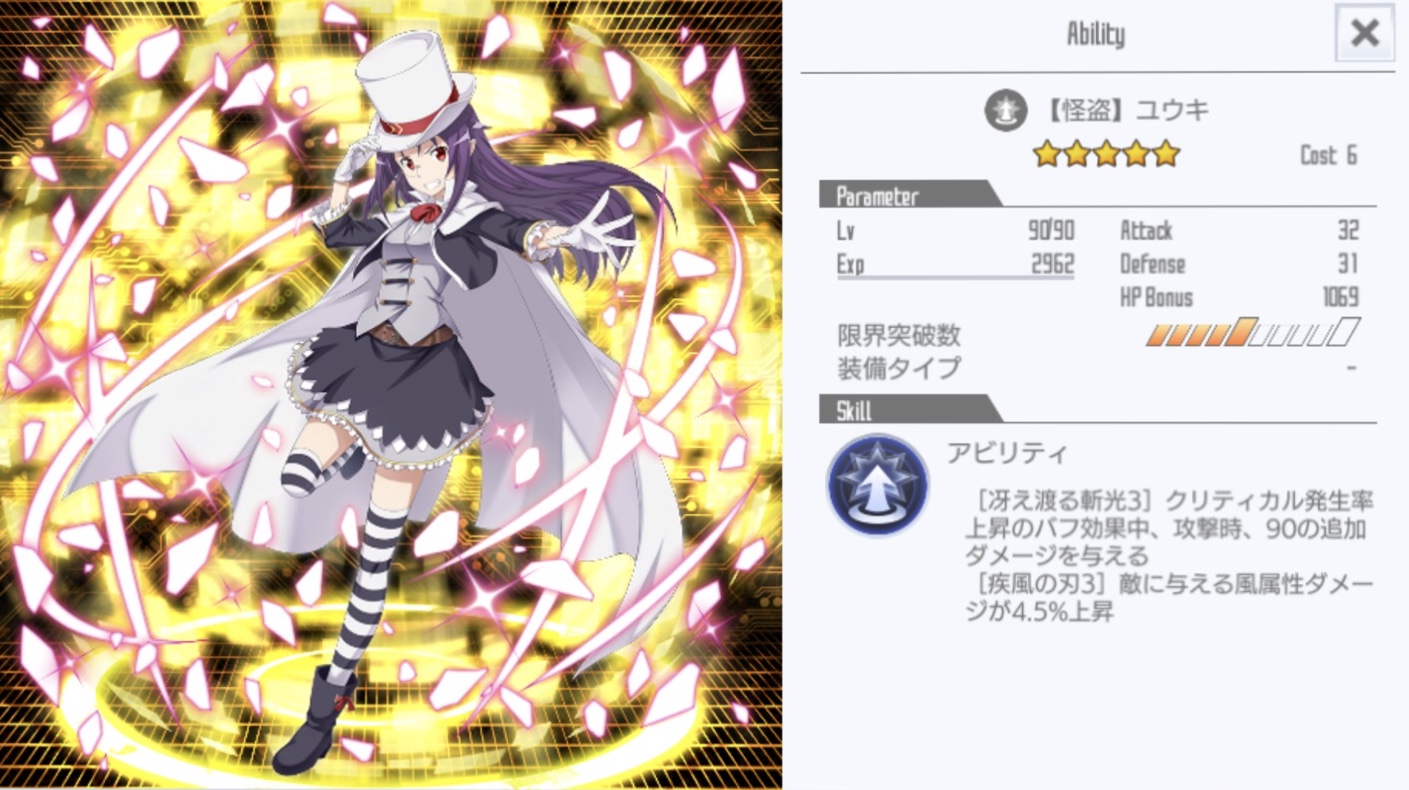 Ability
【怪盗】ユウキ
Cost 6
Parameter
Lv 90/90 Attack 32
Exp 2962 Defense 31
HP Bonus 1069
限界突破数
装備タイプ -
Skill
アビリティ
［冴え渡る斬光3］クリティカル発生率
上昇のバフ効果中、攻撃時、90の追加
ダメージを与える
［疾風の刃3］敵に与える風属性ダメー
ジが4.5%上昇